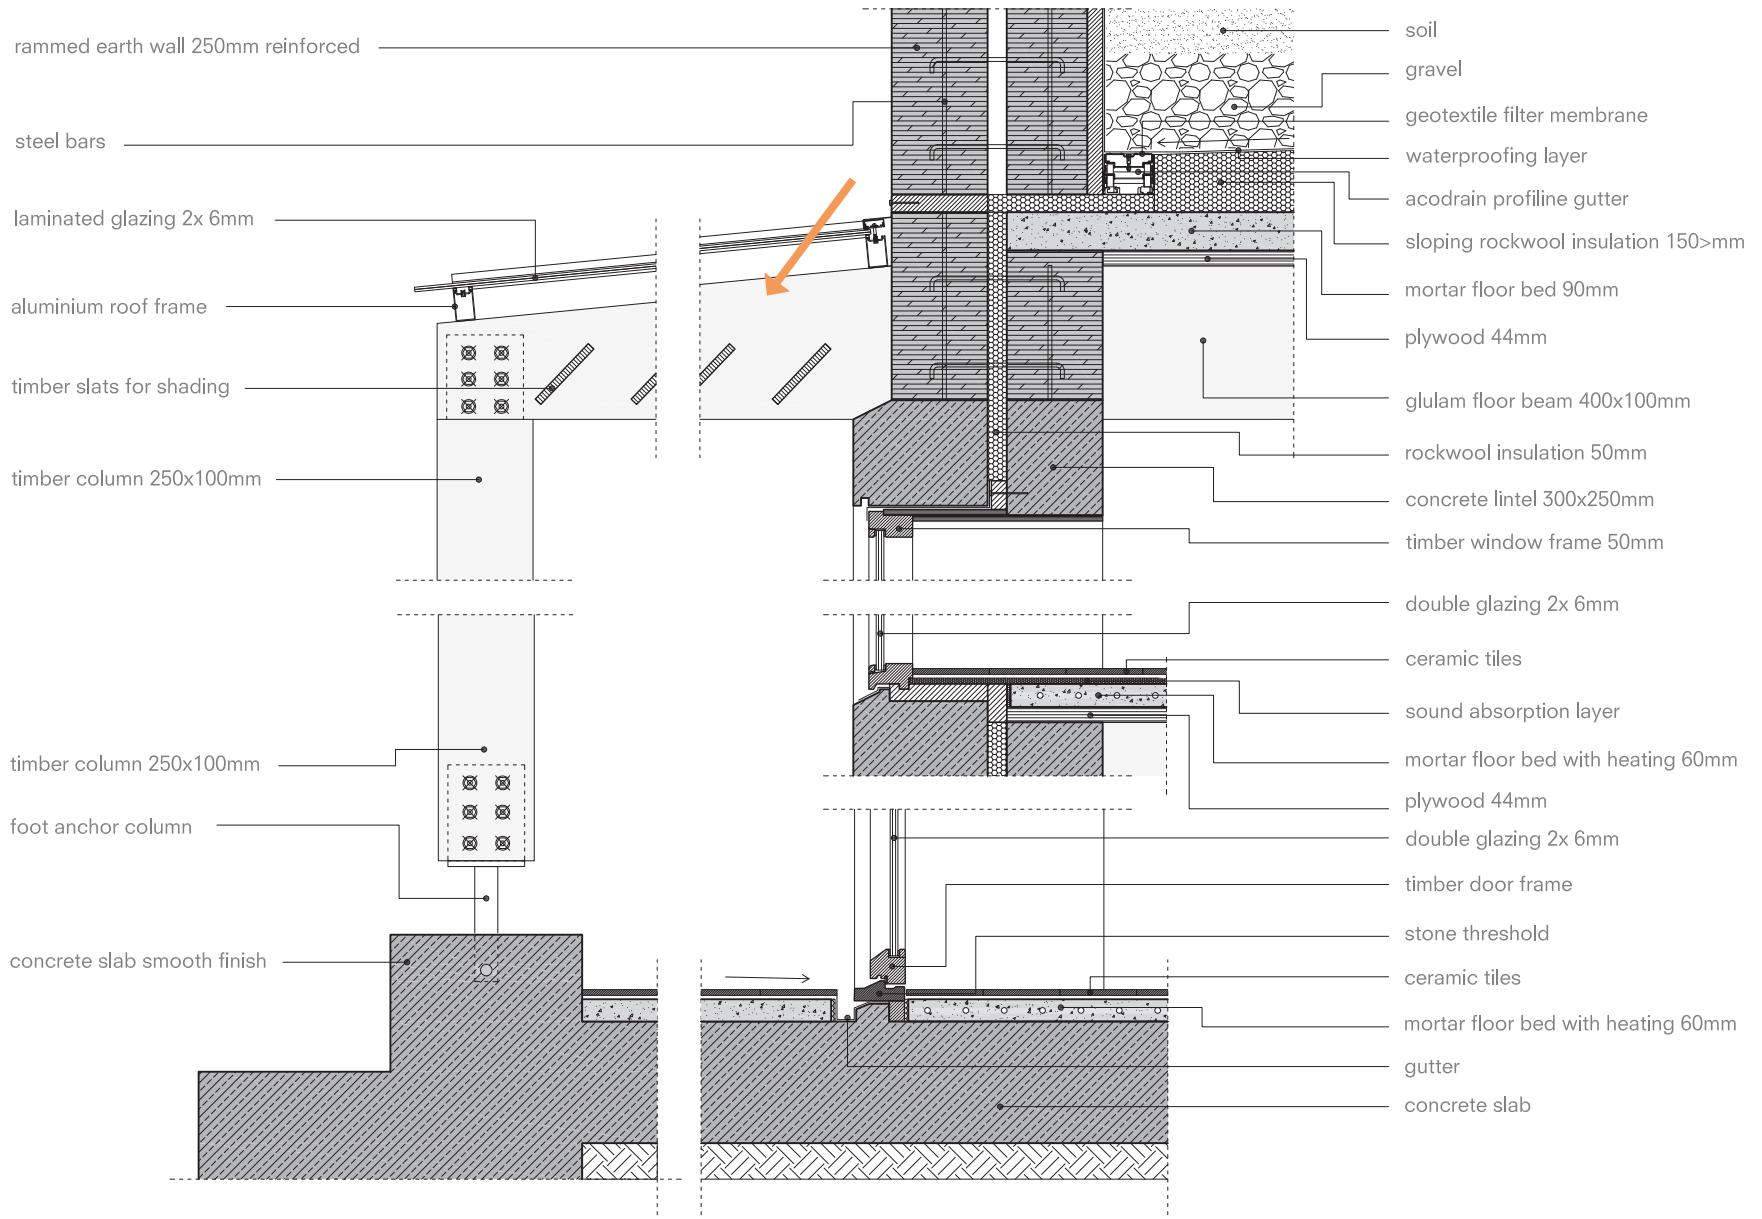 rammed earth wall 250mm reinforced
steel bars
laminated glazing 2x 6mm
aluminium roof frame
timber slats for shading
timber column 250x100mm
timber column 250x100mm
foot anchor column
concrete slab smooth finish
soil
gravel
geotextile filter membrane
waterproofing layer
acodrain profiline gutter
sloping rockwool insulation 150>mm
mortar floor bed 90mm
plywood 44mm
glulam floor beam 400x100mm
rockwool insulation 50mm
concrete lintel 300x250mm
timber window frame 50mm
double glazing 2x 6mm
ceramic tiles
sound absorption layer
mortar floor bed with heating 60mm
plywood 44mm
double glazing 2x 6mm
timber door frame
stone threshold
ceramic tiles
mortar floor bed with heating 60mm
gutter
concrete slab